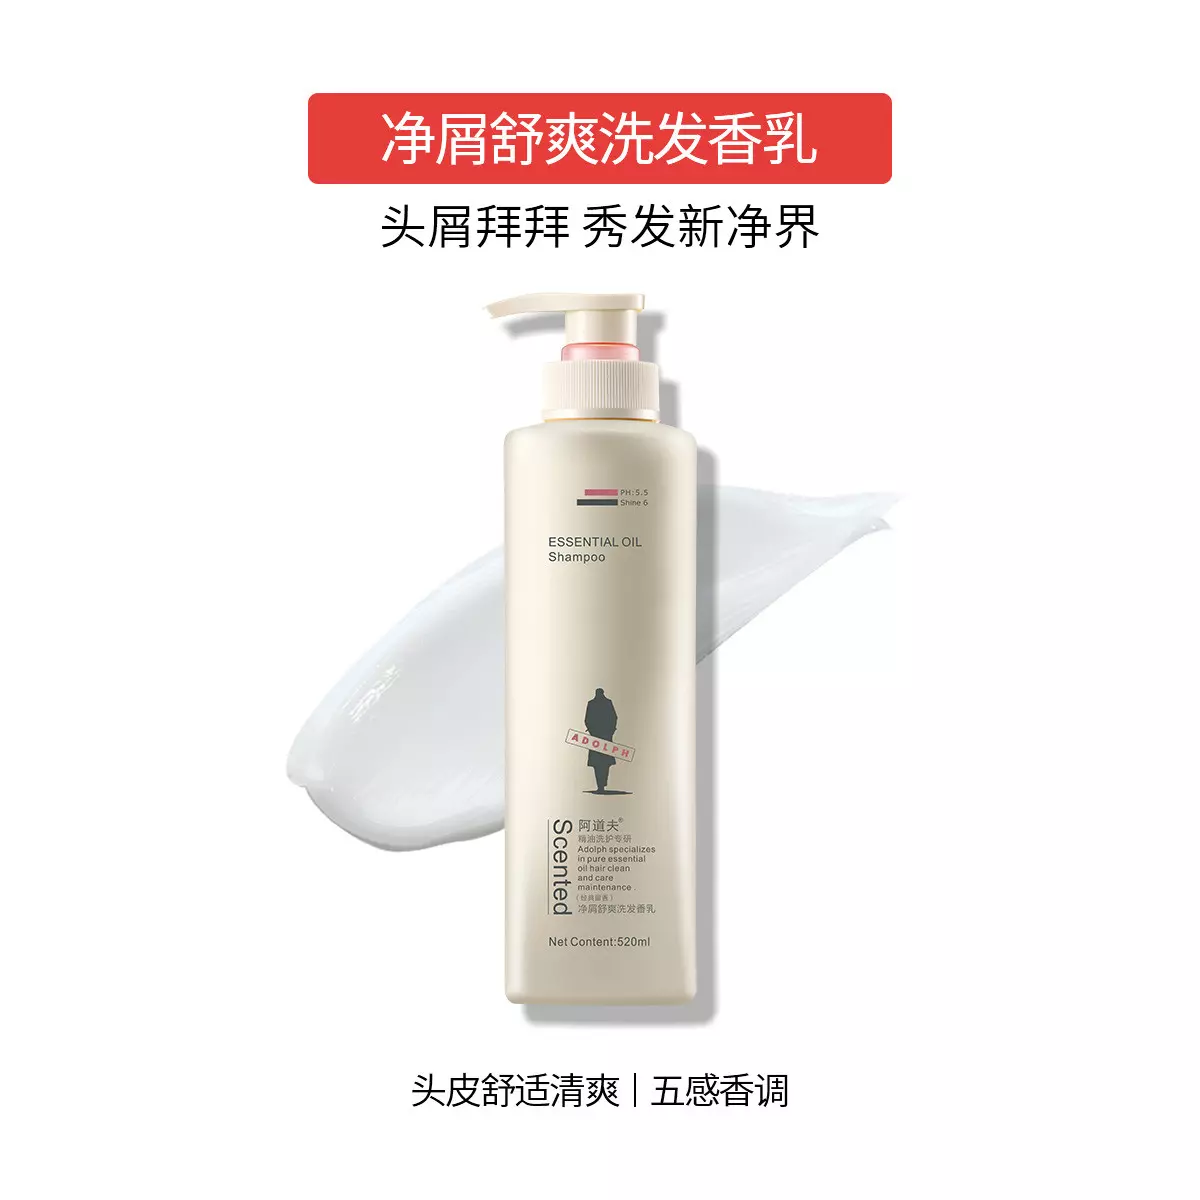 净屑舒爽洗发香乳
头屑拜拜 秀发新净界
PH:5.5
Shine 6
ESSENTIAL OIL
Shampoo
ADOLPH
Scented
阿道夫®
精油洗护专研
Adolph specializes
in pure essential
oil hair clean
and care
maintenance.
净屑舒爽洗发香乳
Net Content:520ml
头皮舒适清爽|五感香调